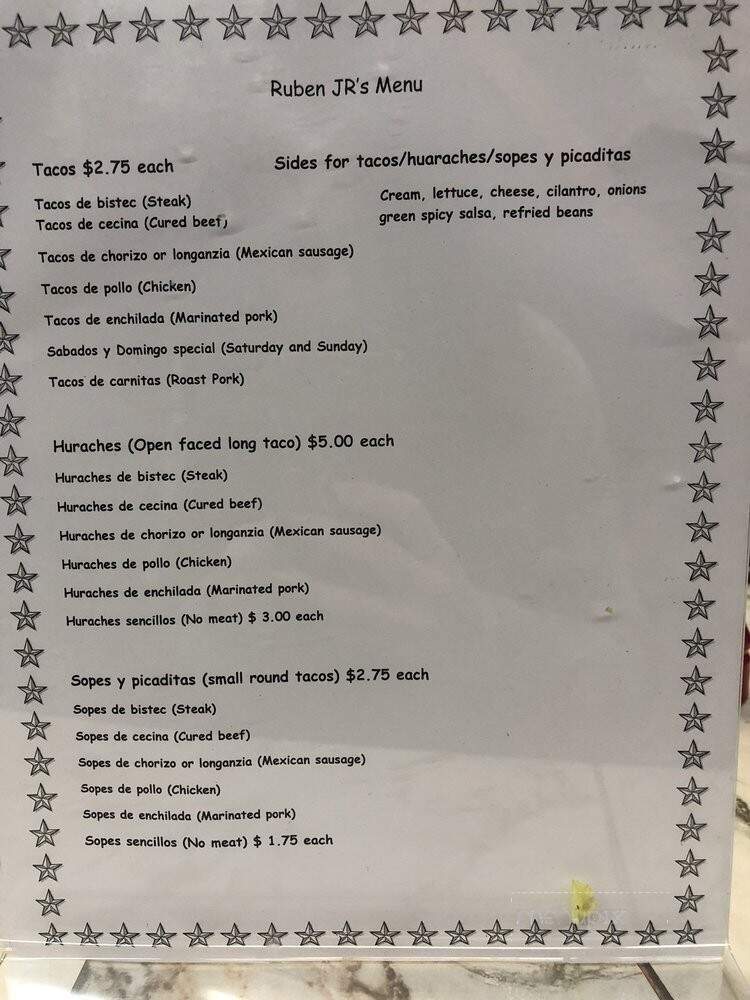 Ruben JR's Menu
Tacos $2.75 each
Tacos de bistec (Steak)
Tacos de cecina (Cured beef)
Tacos de chorizo or longanzia (Mexican sausage)
Tacos de pollo (Chicken)
Tacos de enchilada (Marinated pork)
Sabados y Domingo special (Saturday and Sunday)
Tacos de carnitas (Roast Pork)
Sides for tacos/huaraches/sopes y picaditas
Cream, lettuce, cheese, cilantro, onions
green spicy salsa, refried beans
Huraches (Open faced long taco) $5.00 each
Huraches de bistec (Steak)
Huraches de cecina (Cured beef)
Huraches de chorizo or longanzia (Mexican sausage)
Huraches de pollo (Chicken)
Huraches de enchilada (Marinated pork)
Huraches sencillos (No meat) $ 3.00 each
Sopes y picaditas (small round tacos) $2.75 each
Sopes de bistec (Steak)
Sopes de cecina (Cured beef)
Sopes de chorizo or longanzia (Mexican sausage)
Sopes de pollo (Chicken)
Sopes de enchilada (Marinated pork)
Sopes sencillos (No meat) $ 1.75 each